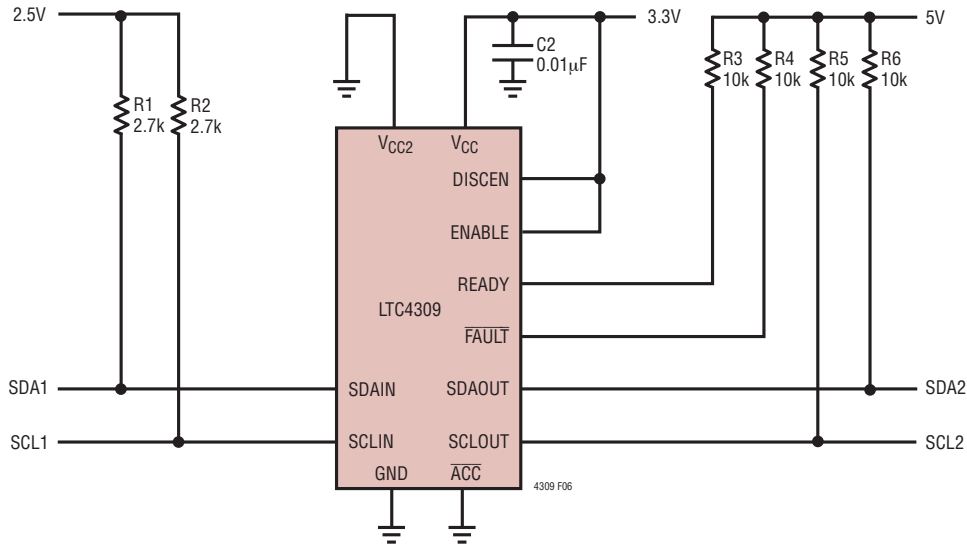 2.5V
3.3V
5V
C2
0.01µF
R1
2.7k
R2
2.7k
R3
10k
R4
10k
R5
10k
R6
10k
VCC2
VCC
DISCEN
ENABLE
READY
LTC4309
FAULT
SDA1
SDAIN
SDAOUT
SDA2
SCL1
SCLIN
SCLOUT
SCL2
GND
ACC
4309 F06